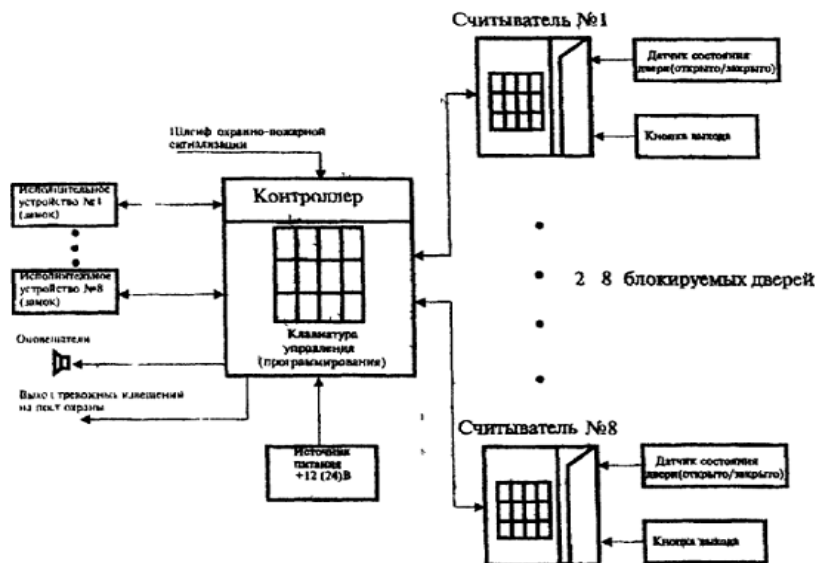 Считыватель №1
Датчик состояния
двери(открыто/закрыто)
Кнопка выхода
Шлейф охранно-пожарной
сигнализации
Контроллер
Исполнительное
устройство №1
(замок)
Исполнительное
устройство №8
(замок)
2 8 блокируемых дверей
Клавиатура
управления
(программирования)
Оповещатели
Выход тревожных извещений
на пост охраны
Источник
питания
+12 (24)В
Считыватель №8
Датчик состояния
двери(открыто/закрыто)
Кнопка выхода